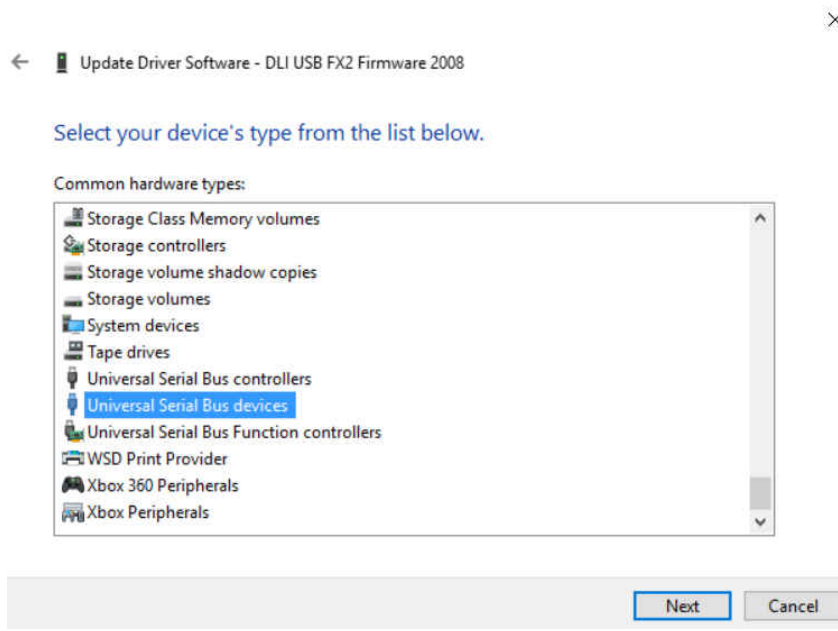 Update Driver Software - DLI USB FX2 Firmware 2008
Select your device's type from the list below.
Common hardware types:
Storage Class Memory volumes
Storage controllers
Storage volume shadow copies
Storage volumes
System devices
Tape drives
Universal Serial Bus controllers
Universal Serial Bus devices
Universal Serial Bus Function controllers
WSD Print Provider
Xbox 360 Peripherals
Xbox Peripherals
Next Cancel